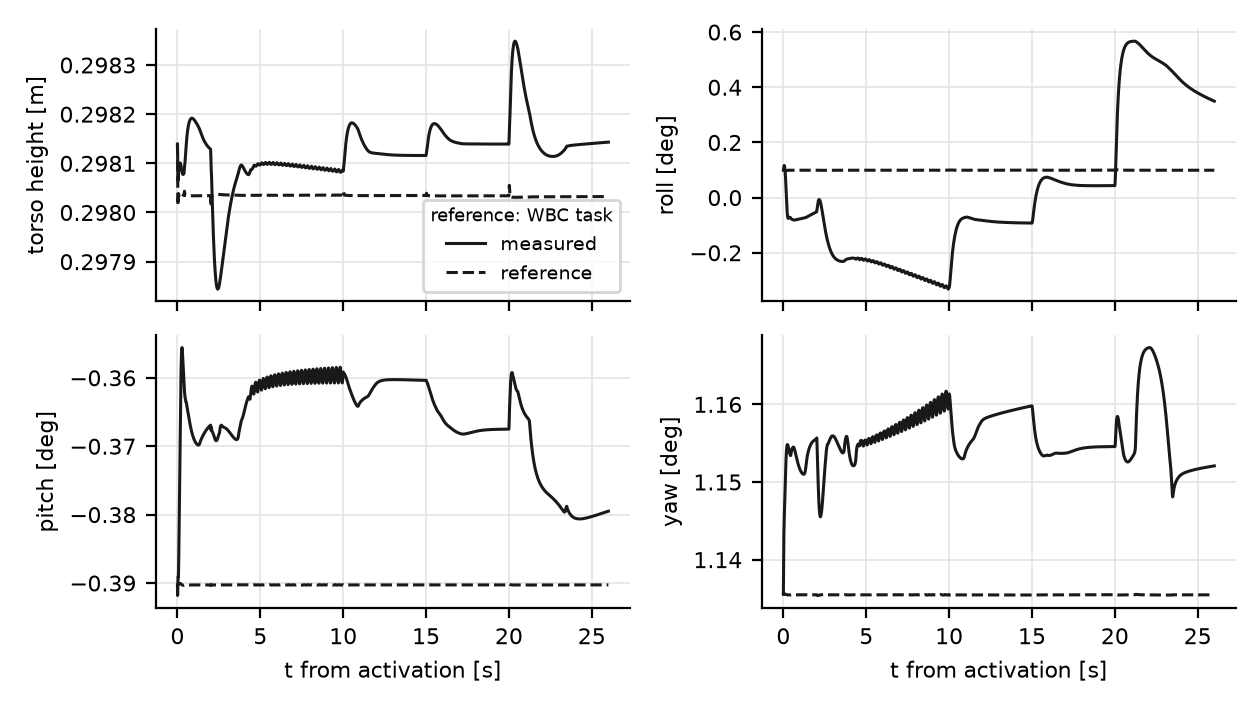 torso height [m]
0.2983
0.2982
0.2981
0.2980
0.2979
reference: WBC task
measured
reference
roll [deg]
0.6
0.4
0.2
0.0
−0.2
pitch [deg]
−0.36
−0.37
−0.38
−0.39
0 5 10 15 20 25
t from activation [s]
yaw [deg]
1.16
1.15
1.14
0 5 10 15 20 25
t from activation [s]